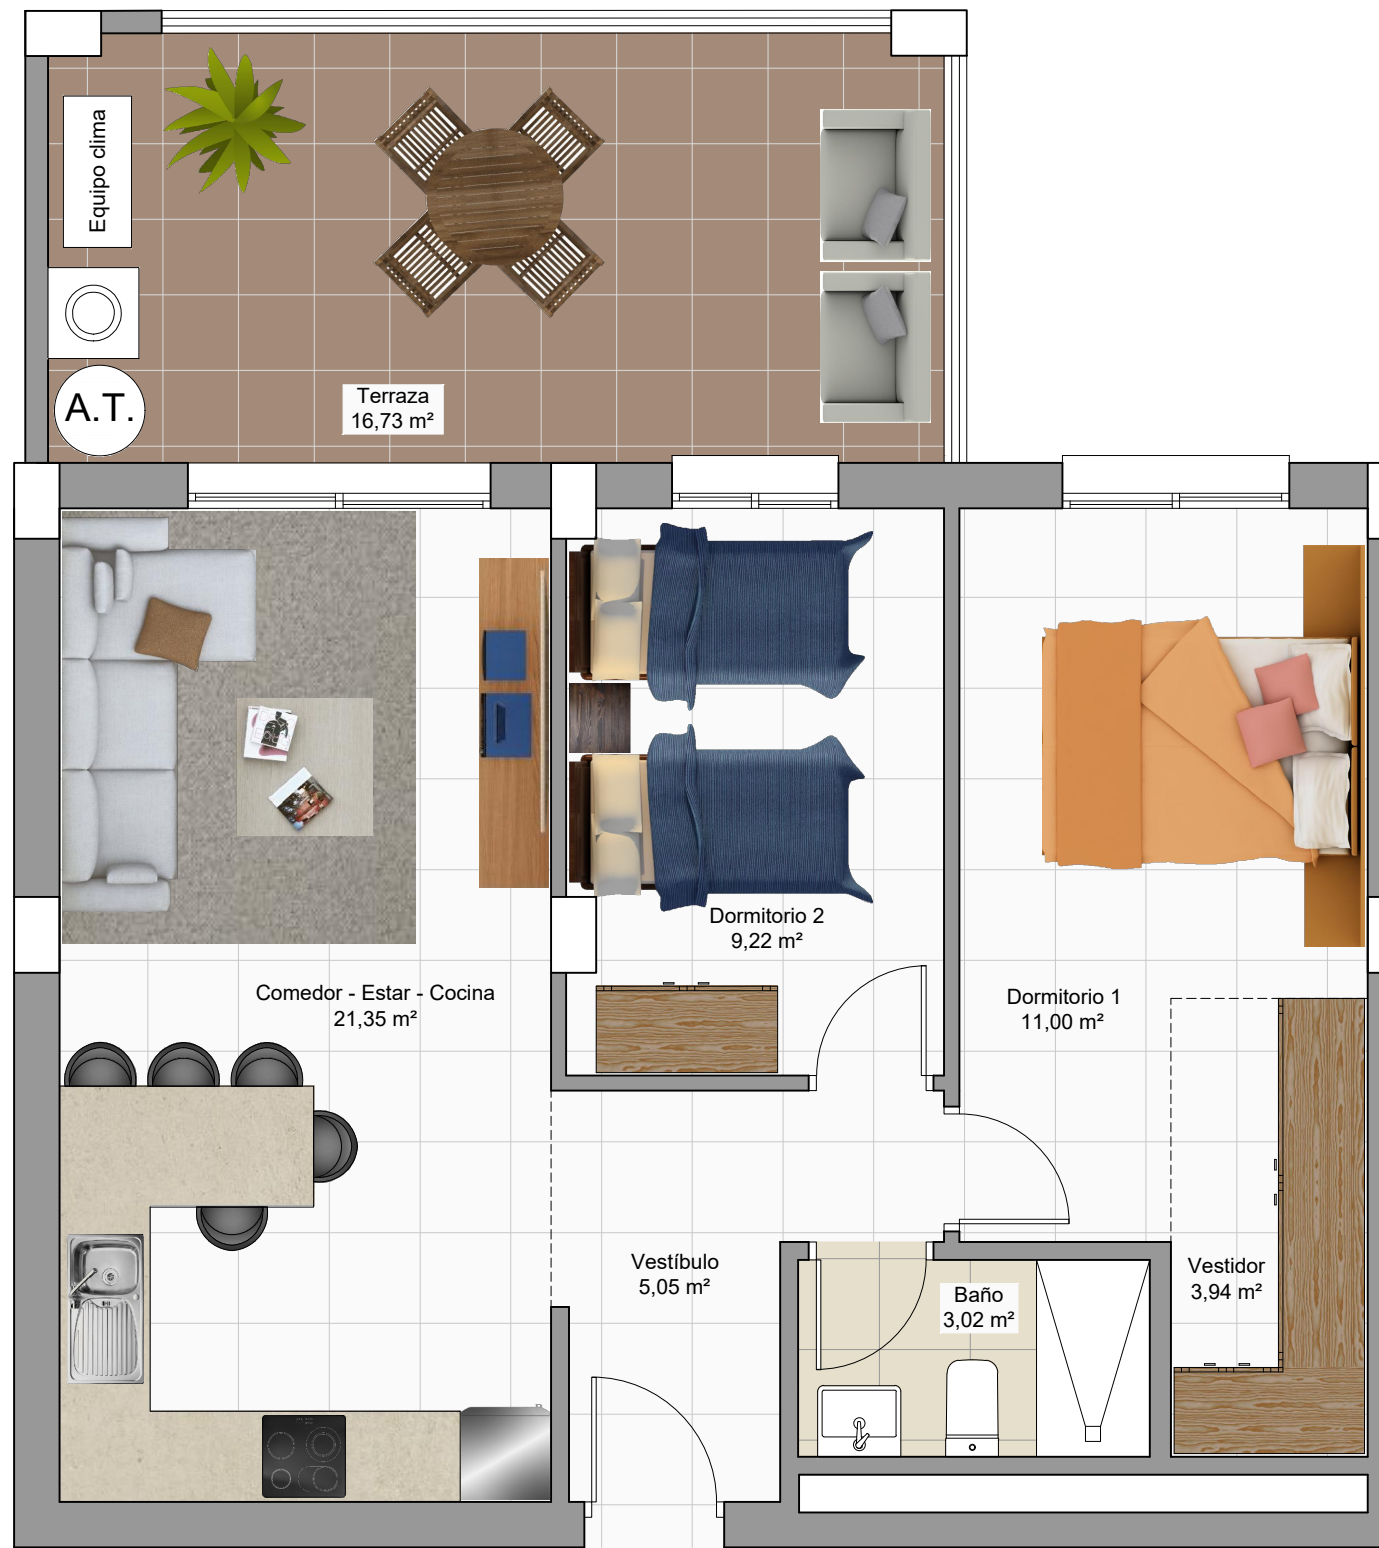 Equipo clima
A.T.
Terraza
16,73 m²
Dormitorio 2
9,22 m²
Comedor - Estar - Cocina
21,35 m²
Dormitorio 1
11,00 m²
Vestíbulo
5,05 m²
Baño
3,02 m²
Vestidor
3,94 m²